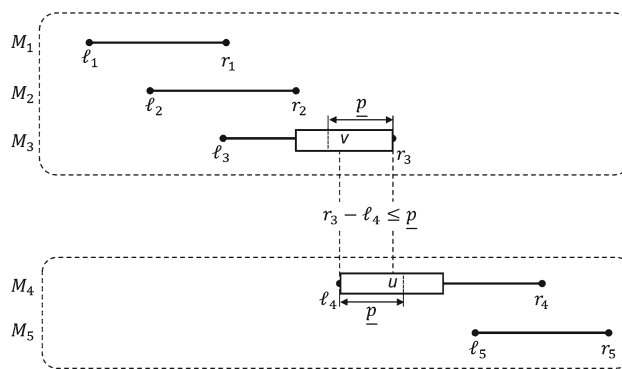 M₁ ℓ₁ r₁
M₂ ℓ₂ r₂ p̲
M₃ ℓ₃ v r₃
r₃ − ℓ₄ ≤ p̲
M₄ ℓ₄ u r₄
p̲
M₅ ℓ₅ r₅